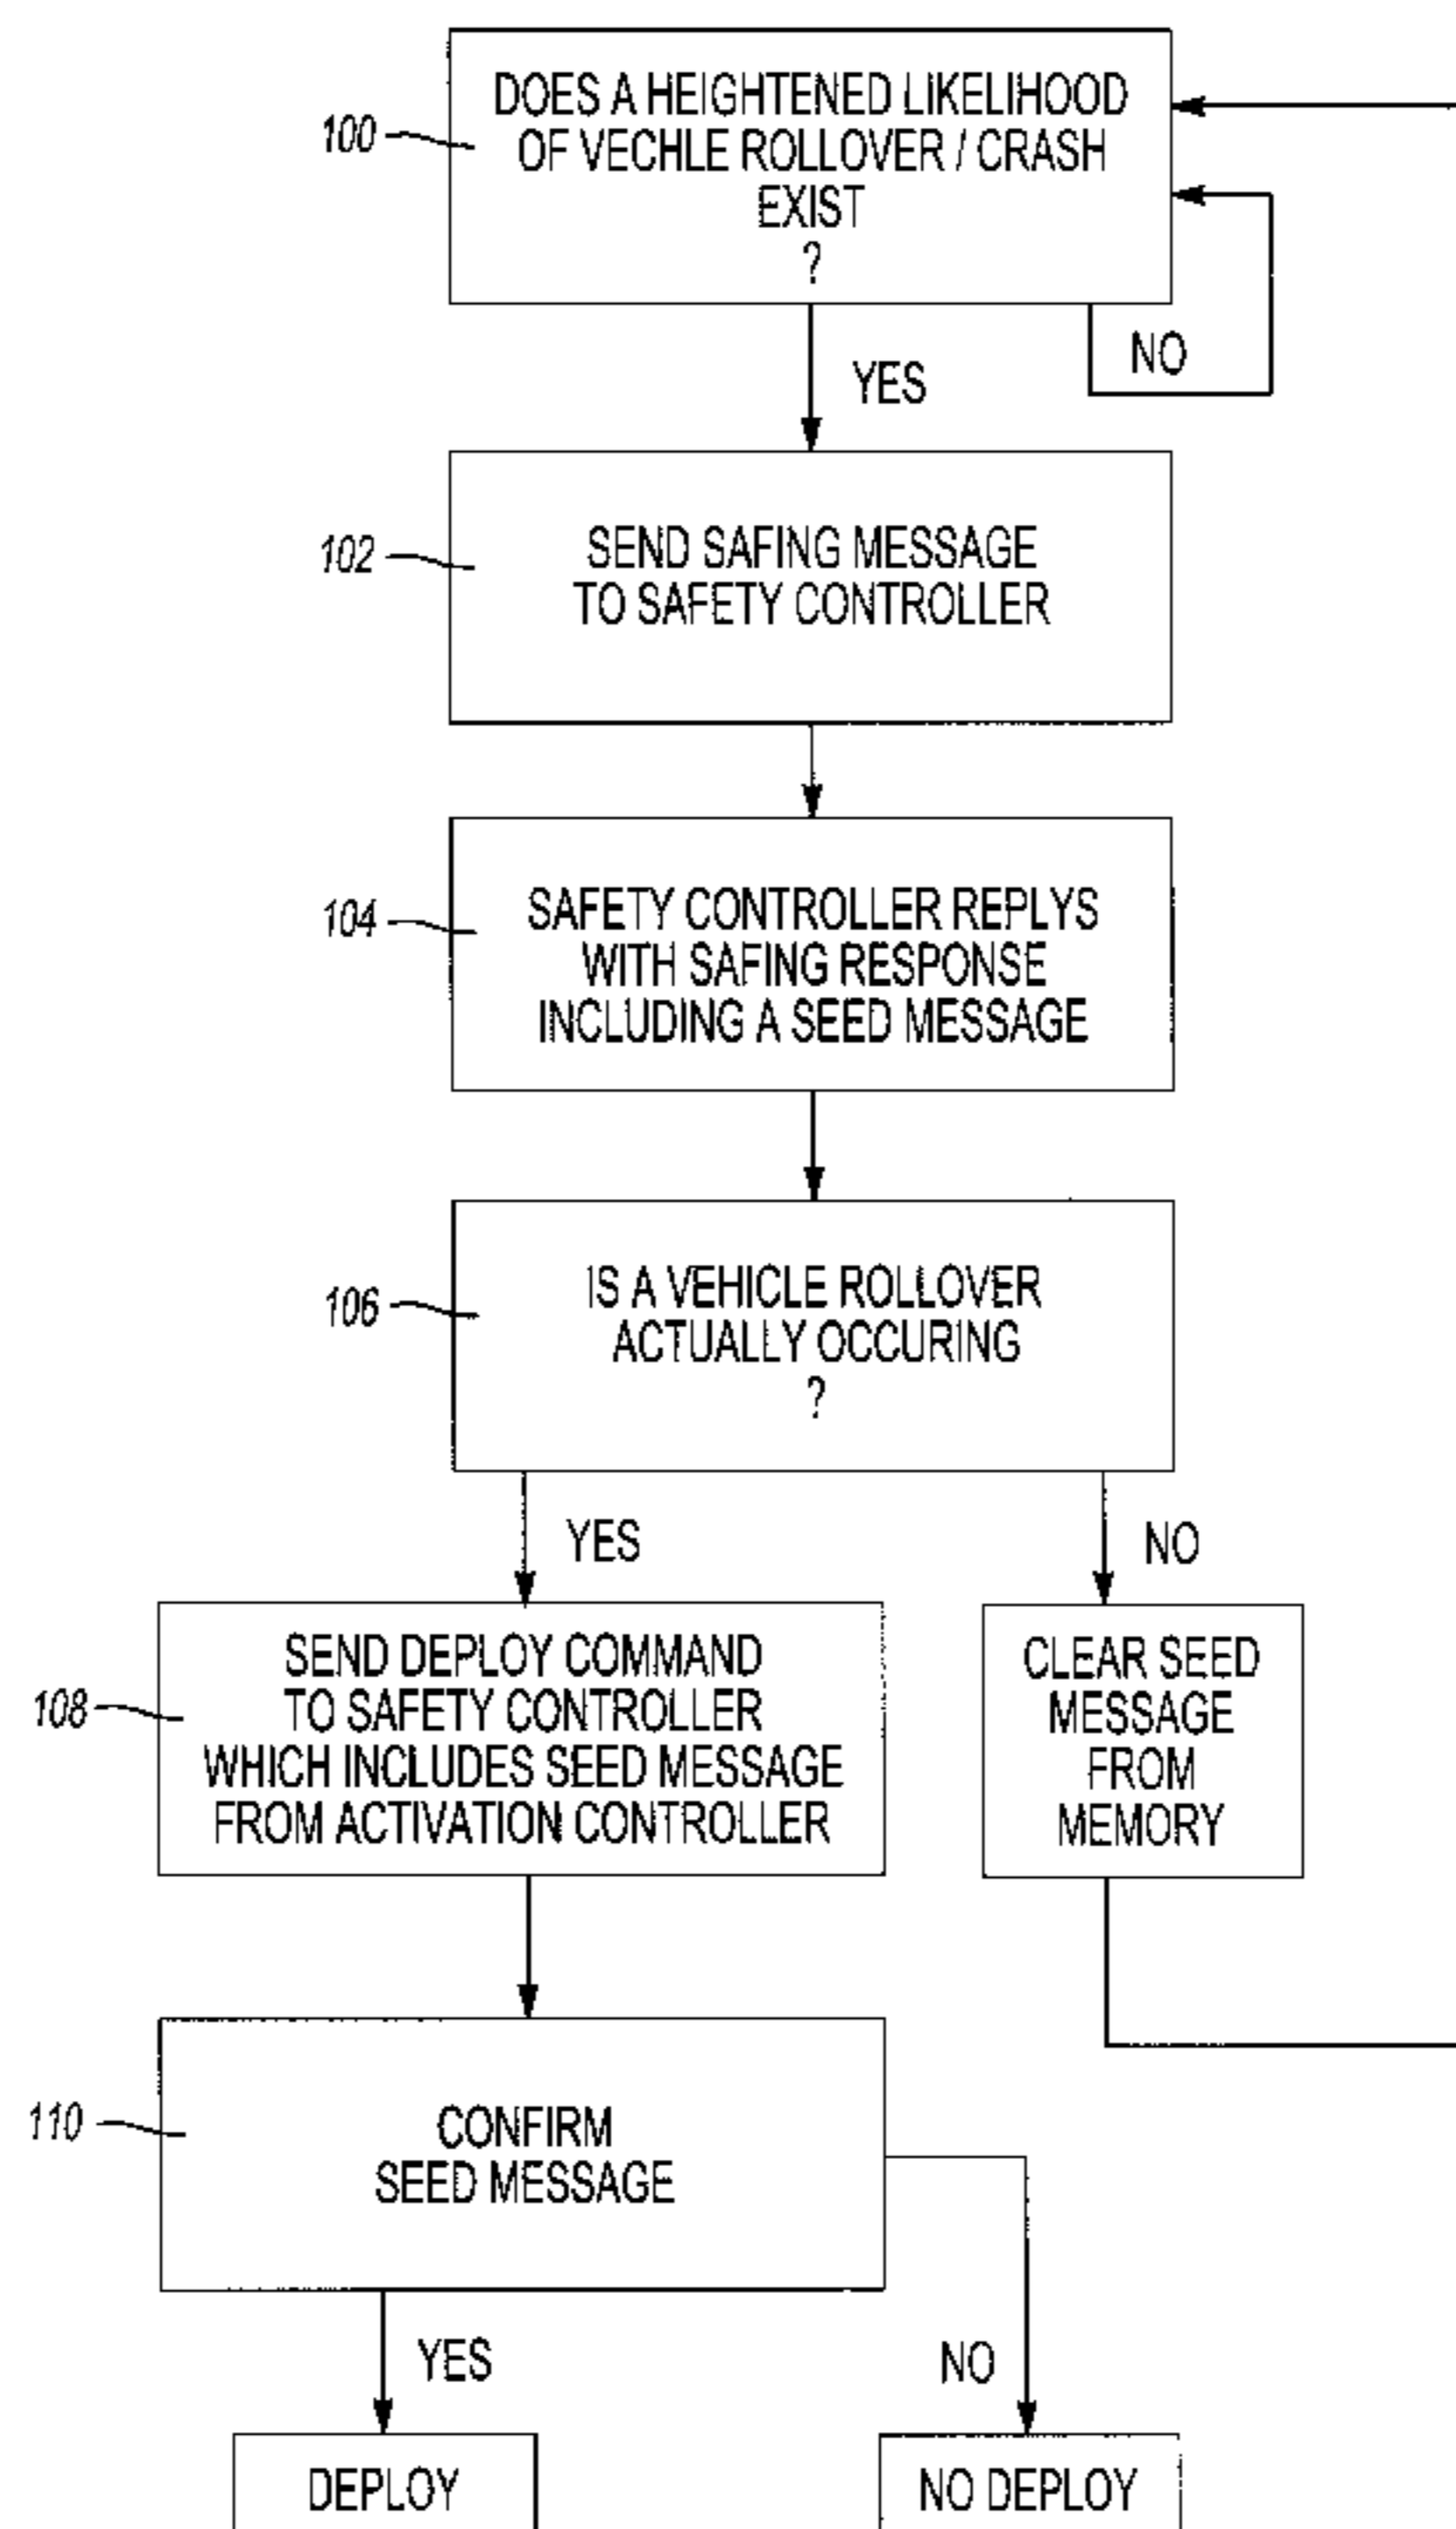 DOES A HEIGHTENED LIKELIHOOD
OF VECHLE ROLLOVER / CRASH
EXIST
?
100
NO
YES
SEND SAFING MESSAGE
TO SAFETY CONTROLLER
102
SAFETY CONTROLLER REPLYS
WITH SAFING RESPONSE
INCLUDING A SEED MESSAGE
104
IS A VEHICLE ROLLOVER
ACTUALLY OCCURING
?
106
YES
NO
SEND DEPLOY COMMAND
TO SAFETY CONTROLLER
WHICH INCLUDES SEED MESSAGE
FROM ACTIVATION CONTROLLER
108
CLEAR SEED
MESSAGE
FROM
MEMORY
CONFIRM
SEED MESSAGE
110
YES
NO
DEPLOY
NO DEPLOY